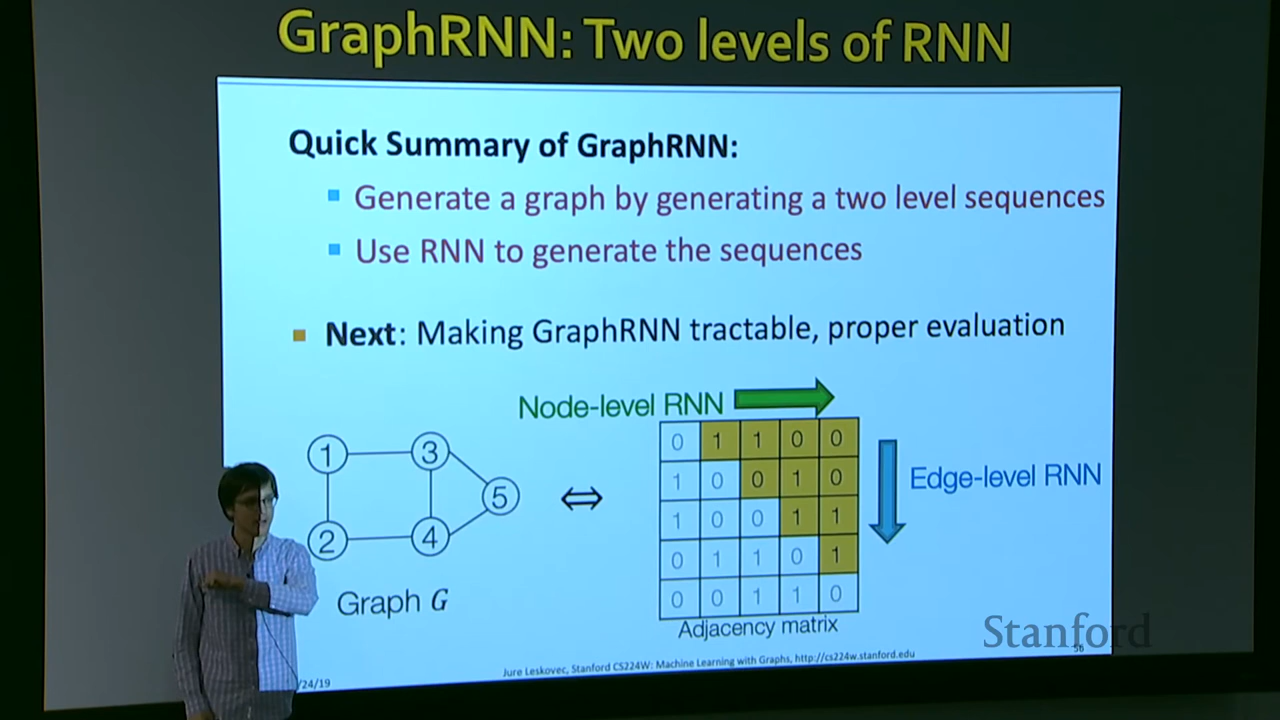 GraphRNN: Two levels of RNN
Quick Summary of GraphRNN:
Generate a graph by generating a two level sequences
Use RNN to generate the sequences
Next: Making GraphRNN tractable, proper evaluation
Node-level RNN
1 3
5
2 4
Graph G
0 1 1 0 0
1 0 0 1 0
1 0 0 1 1
0 1 1 0 1
0 0 1 1 0
Edge-level RNN
Adjacency matrix
Stanford
/24/19
Jure Leskovec, Stanford CS224W: Machine Learning with Graphs, http://cs224w.stanford.edu